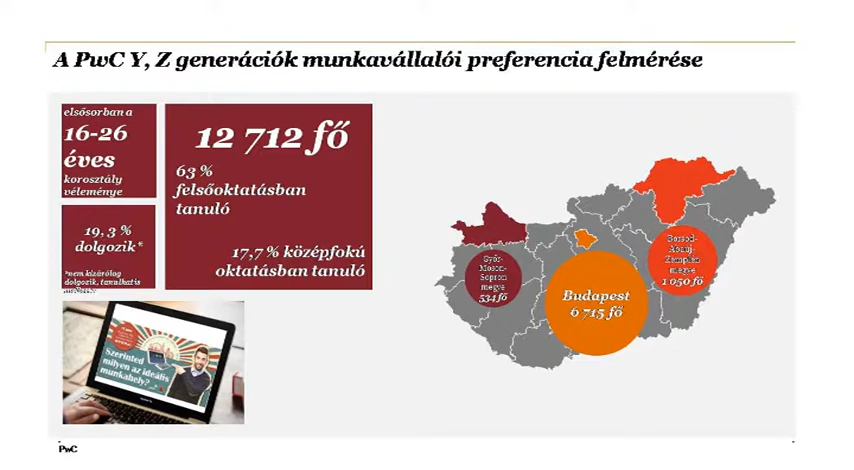 A PwC Y, Z generációk munkavállalói preferencia felmérése
elsősorban a
16-26
éves
korosztály
véleménye
12 712 fő
63 %
felsőoktatásban
tanuló
17,7 % középfokú
oktatásban tanuló
19,3 %
dolgozik*
*nem kizárólag
dolgozik, tanulhat is
Győr-
Moson-
Sopron
megye
534 fő
Budapest
6 715 fő
Borsod-
Abaúj-
Zemplén
megye
1 050 fő
Szerinted
milyen az ideális
munkahely?
PwC